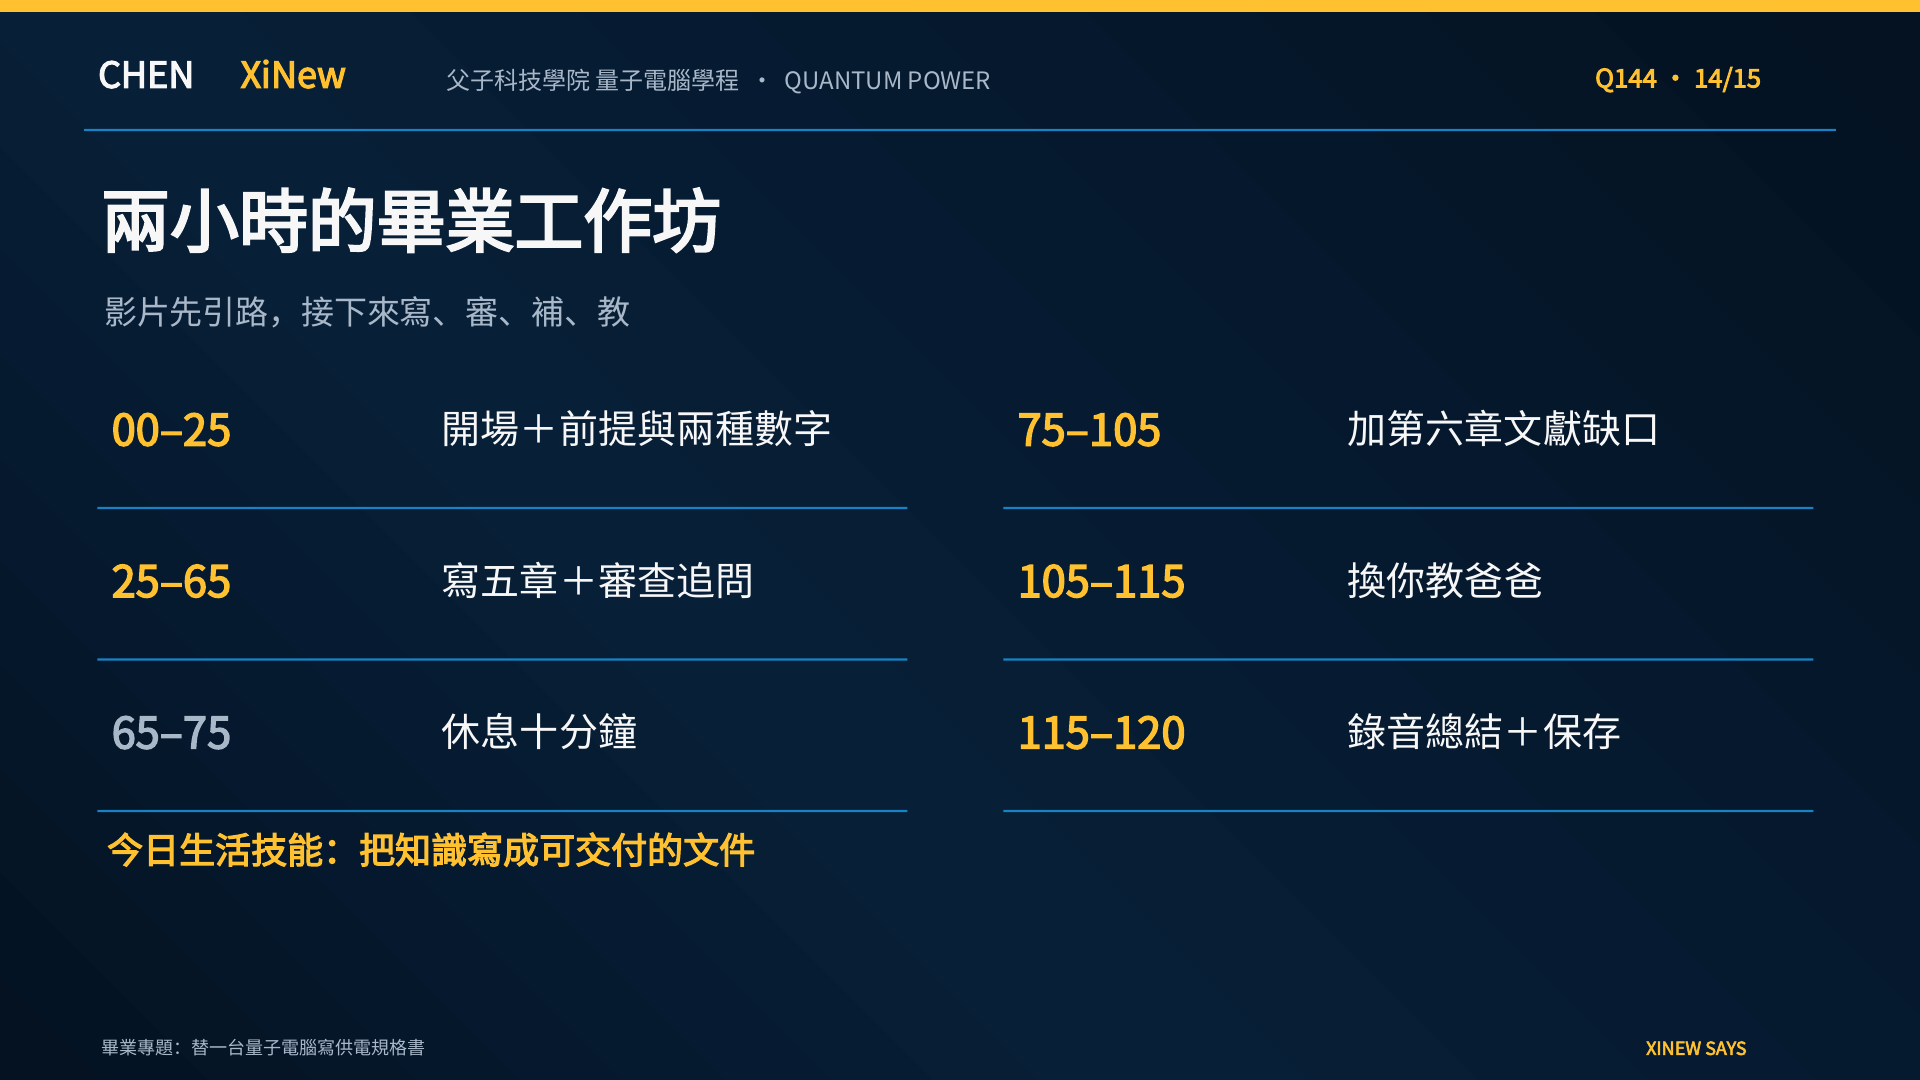 CHEN XiNew 父子科技學院 量子電腦學程 · QUANTUM POWER Q144 · 14/15
兩小時的畢業工作坊
影片先引路，接下來寫、審、補、教
00–25 開場＋前提與兩種數字
25–65 寫五章＋審查追問
65–75 休息十分鐘
75–105 加第六章文獻缺口
105–115 換你教爸爸
115–120 錄音總結＋保存
今日生活技能：把知識寫成可交付的文件
畢業專題：替一台量子電腦寫供電規格書
XINEW SAYS